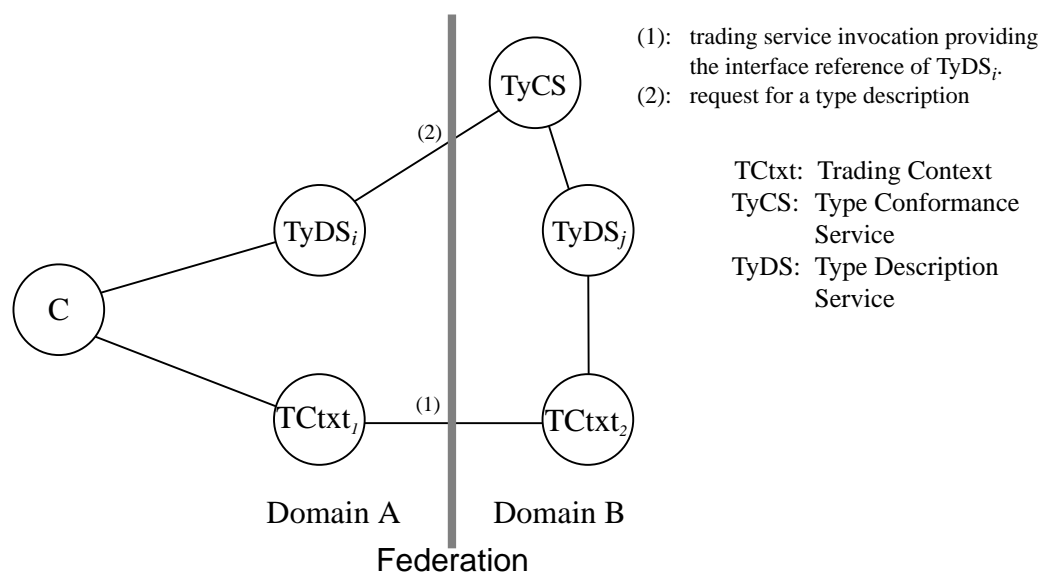 (1): trading service invocation providing
the interface reference of TyDSi.
(2): request for a type description
TyCS
(2)
TCtxt: Trading Context
TyCS: Type Conformance
Service
TyDS: Type Description
Service
TyDSi
TyDSj
C
TCtxt1
(1)
TCtxt2
Domain A
Domain B
Federation